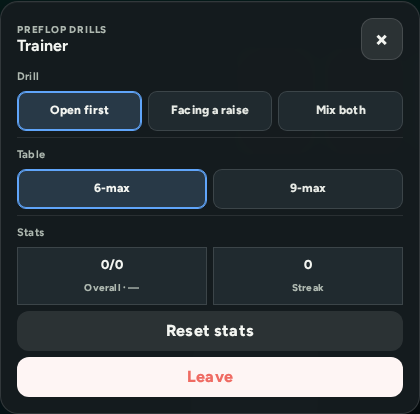 PREFLOP DRILLS
Trainer
×
Drill
Open first
Facing a raise
Mix both
Table
6-max
9-max
Stats
0/0
Overall · —
0
Streak
Reset stats
Leave